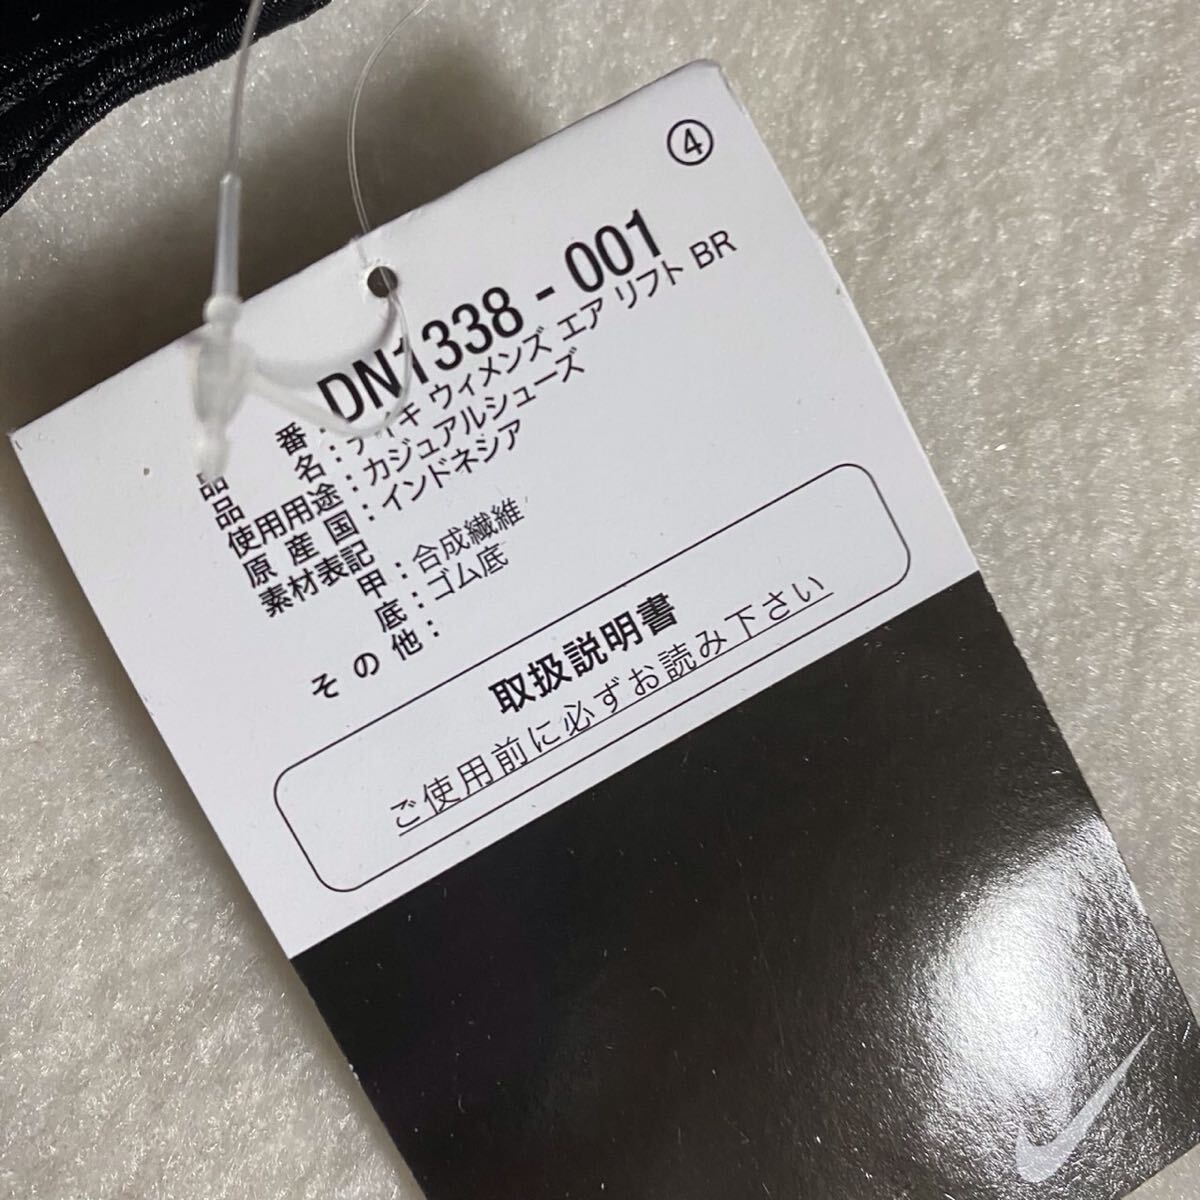 ④
品 番 : DN1338 - 001
品 名 : ナイキ ウィメンズ エア リフト BR
使用用途 : カジュアルシューズ
原 産 国 : インドネシア
素材表記
甲 : 合成繊維
底 : ゴム底
そ の 他 :
取扱説明書
ご使用前に必ずお読み下さい